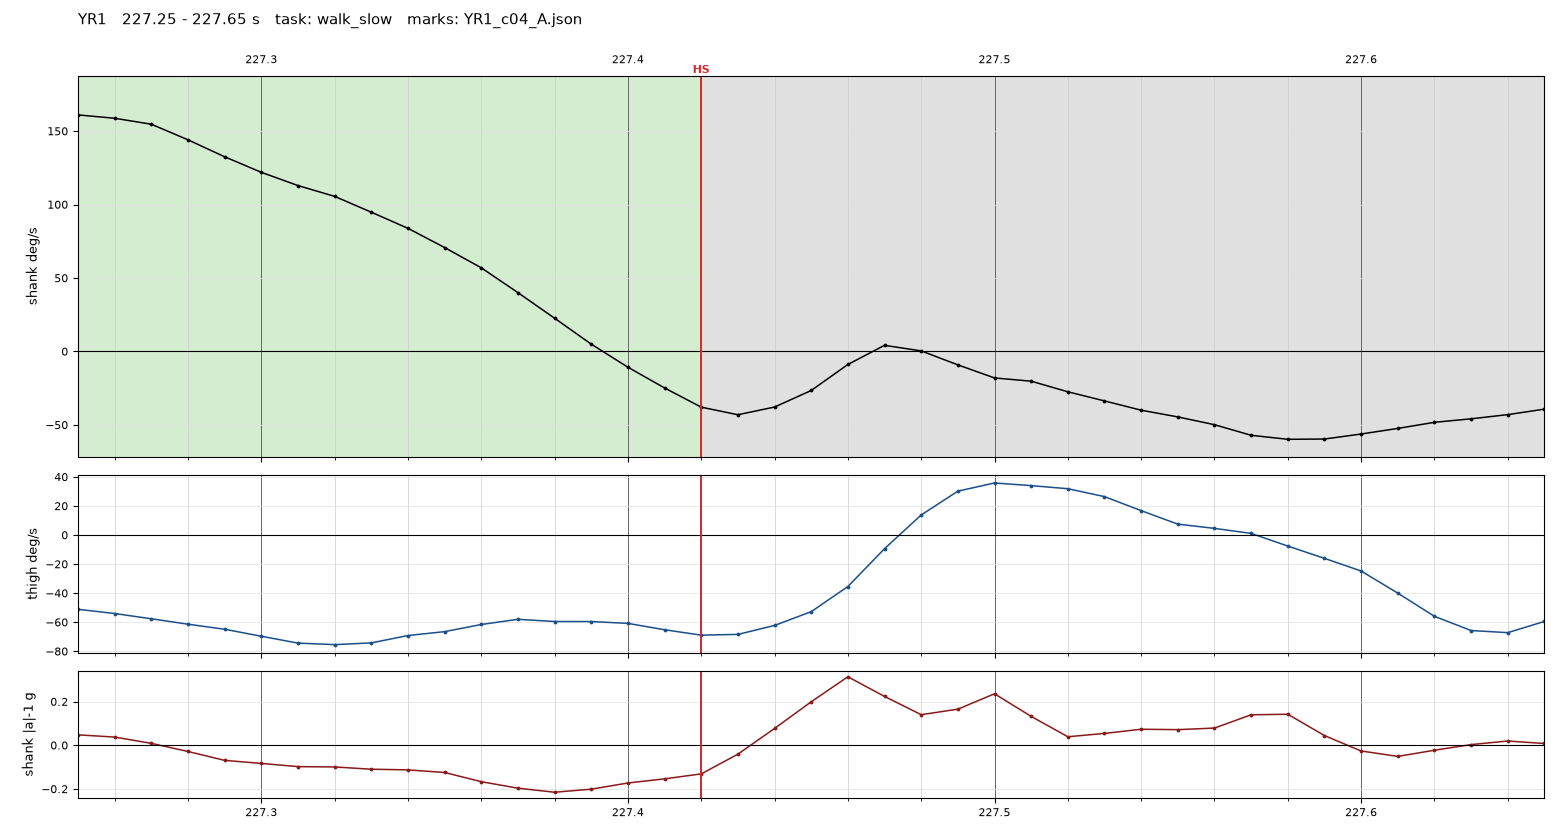 YR1   227.25 - 227.65 s   task: walk_slow   marks: YR1_c04_A.json
227.3 227.4 227.5 227.6
HS
shank deg/s
150
100
50
0
−50
thigh deg/s
40
20
0
−20
−40
−60
−80
shank |a|-1 g
0.2
0.0
−0.2
227.3 227.4 227.5 227.6